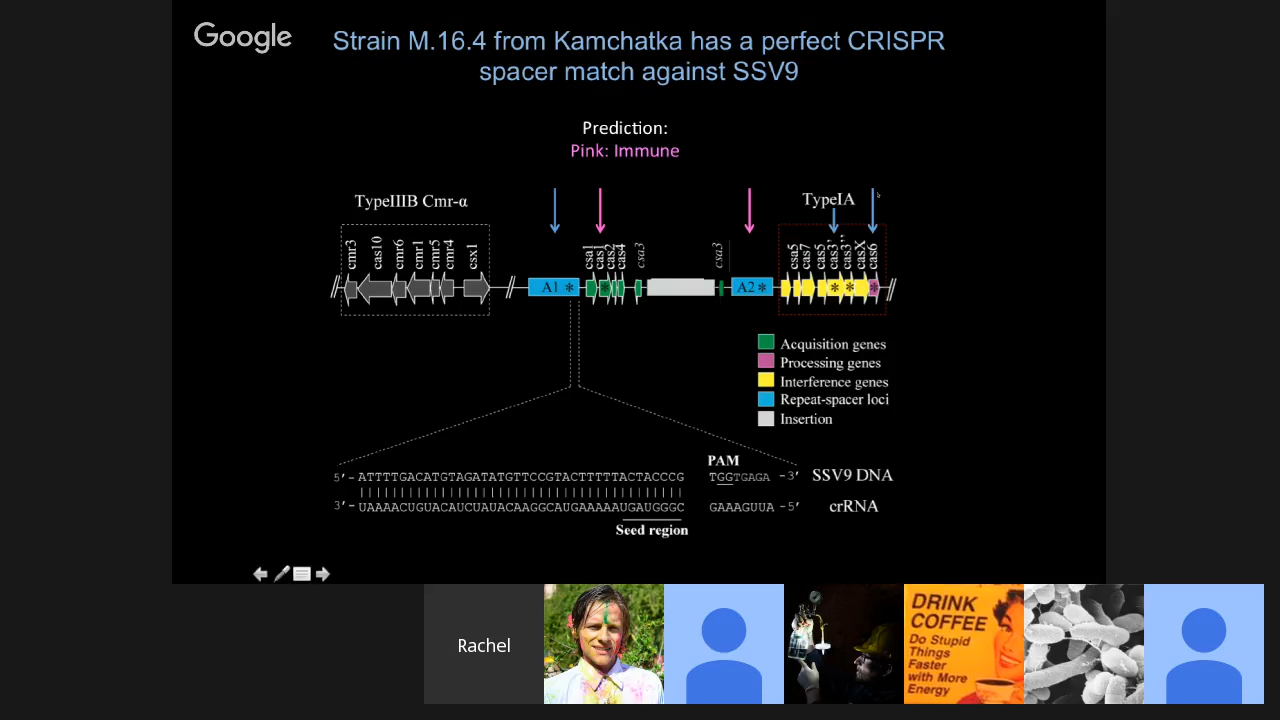 Google
Strain M.16.4 from Kamchatka has a perfect CRISPR
spacer match against SSV9
Prediction:
Pink: Immune
TypeIIIB Cmr-α
TypeIA
cmr3
cas10
cmr6
cmr1
cmr5
cmr4
csx1
csa1
cas1
cas2
cas4
csa3
csa3
csa5
cas7
cas5
cas3'
cas3''
casX
cas6
A1 *
*
A2 *
* * *
Acquisition genes
Processing genes
Interference genes
Repeat-spacer loci
Insertion
PAM
5'-ATTTTGACATGTAGATATGTTCCGTACTTTTTACTACCCG TGGTGAGA -3' SSV9 DNA
3'-UAAAACUGUACAUCUAUACAAGGCAUGAAAAAUGAUGGGC GAAAGUUA -5' crRNA
Seed region
Rachel
DRINK
COFFEE
Do Stupid
Things
Faster
with More
Energy